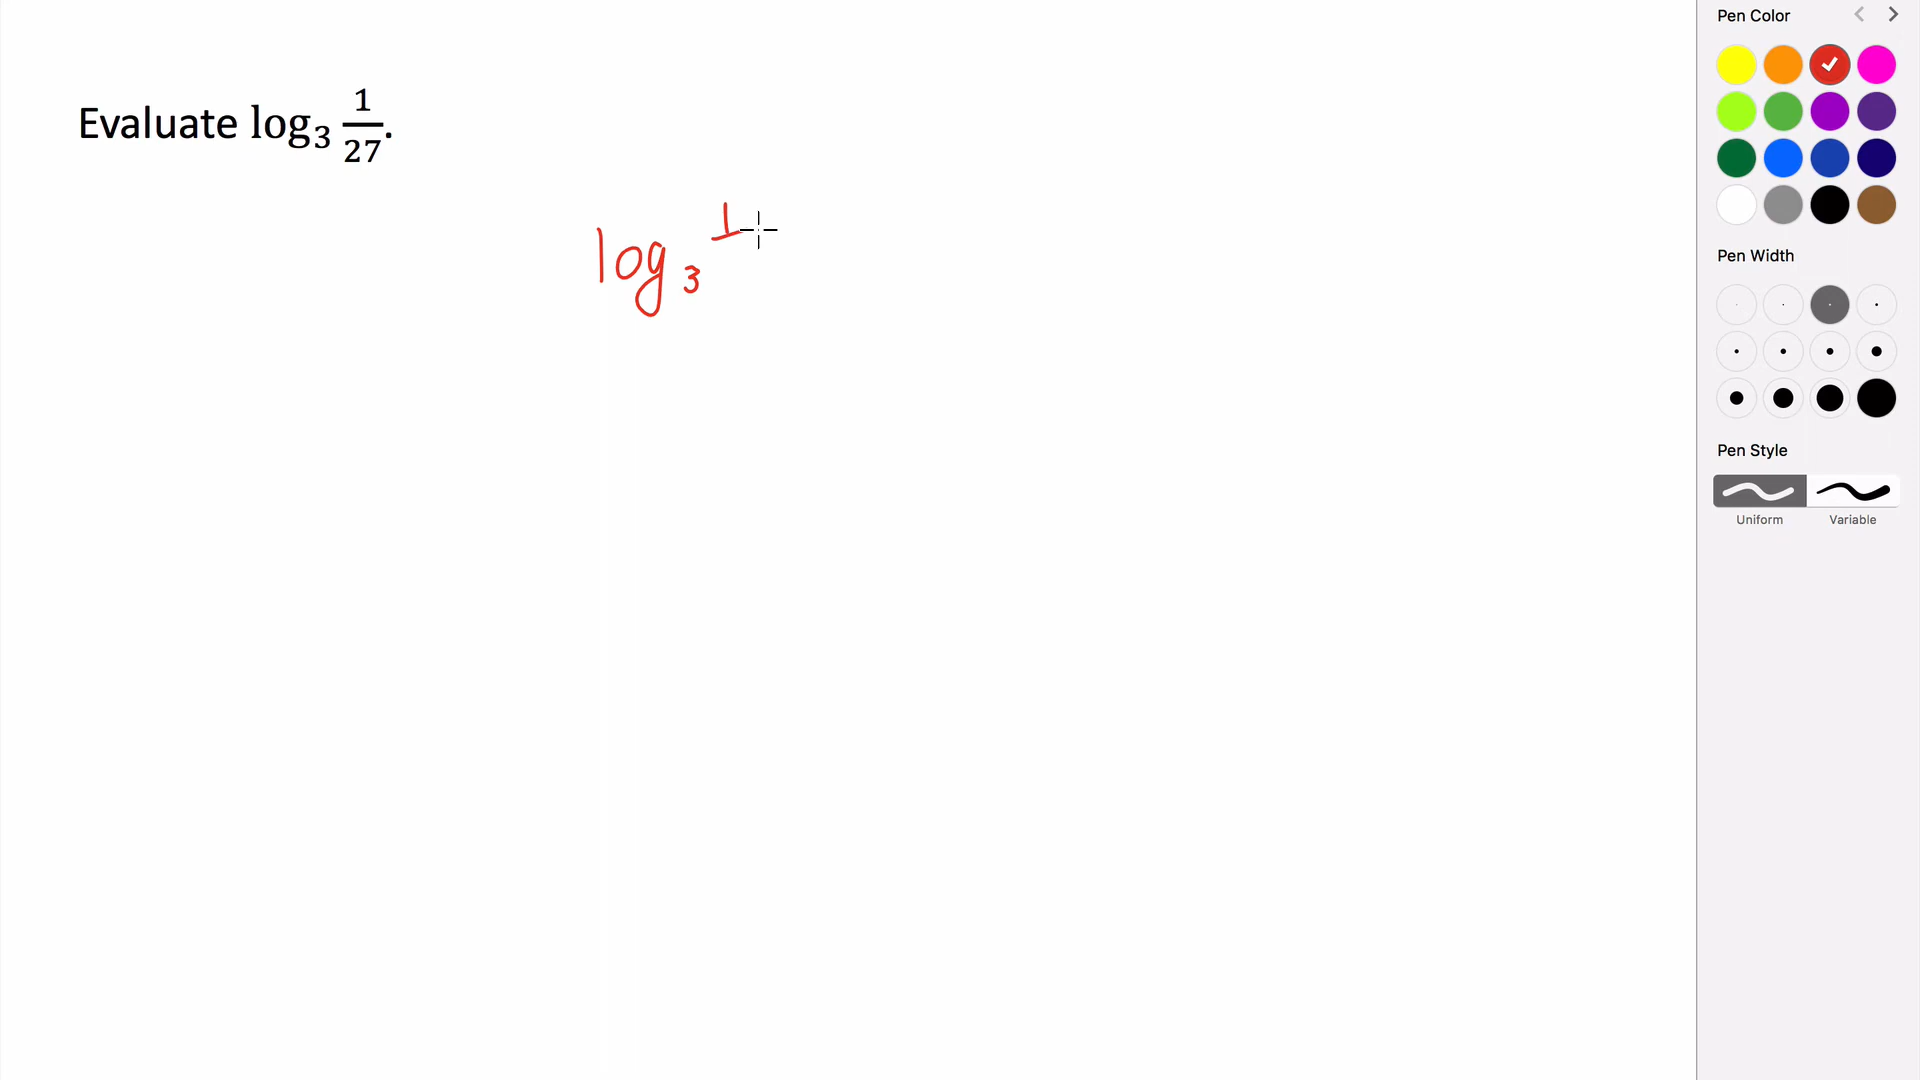 Evaluate log₃ 1/27.
log₃ 1
Pen Color
Pen Width
Pen Style
Uniform Variable